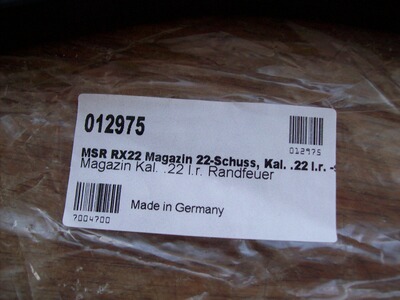 012975
012975
MSR RX22 Magazin 22-Schuss, Kal. .22 l.r. -
Magazin Kal. .22 l.r. Randfeuer
Made in Germany
7004700